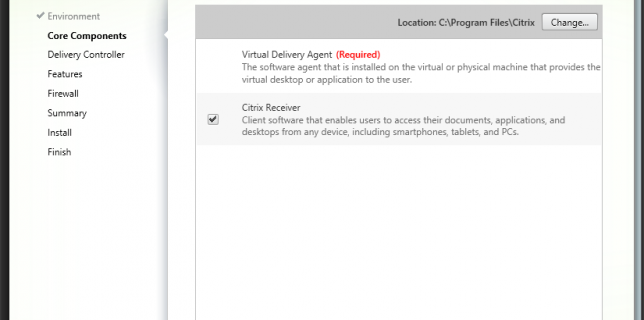 Environment
Core Components
Delivery Controller
Features
Firewall
Summary
Install
Finish
Location: C:\Program Files\Citrix Change...
Virtual Delivery Agent (Required)
The software agent that is installed on the virtual or physical machine that provides the
virtual desktop or application to the user.
Citrix Receiver
Client software that enables users to access their documents, applications, and
desktops from any device, including smartphones, tablets, and PCs.